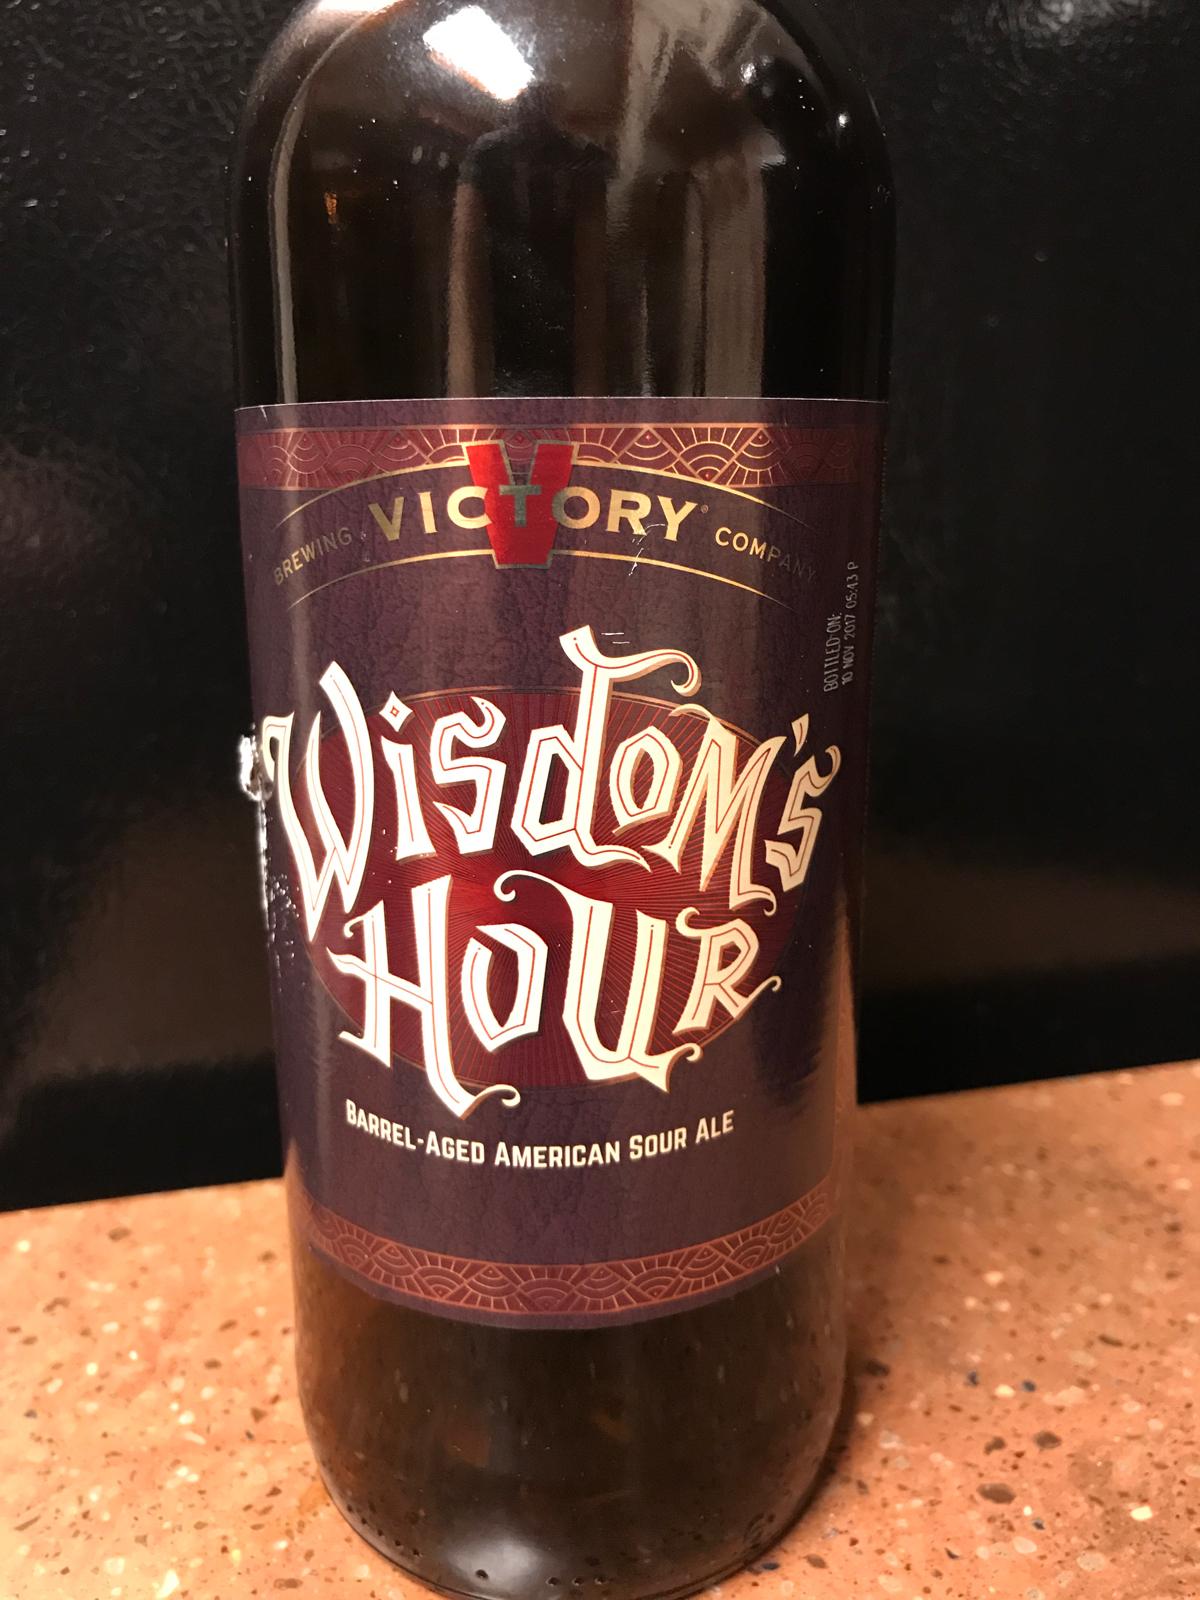 BREWING VICTORY® COMPANY
BOTTLED ON:
10 NOV 2017 05:43 P
Wisdom's
Hour
Barrel-Aged American Sour Ale